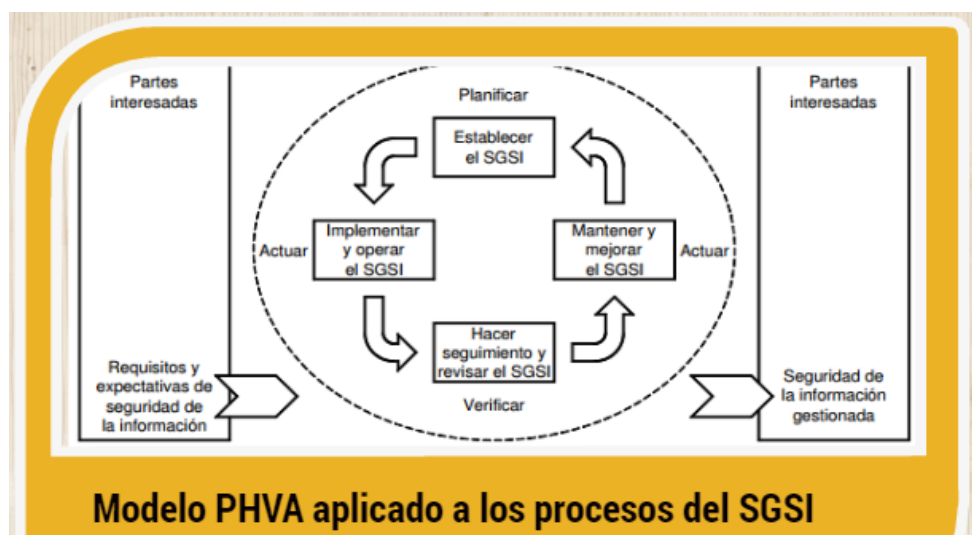 Partes
interesadas
Planificar
Establecer
el SGSI
Actuar
Implementar
y operar
el SGSI
Mantener y
mejorar
el SGSI
Actuar
Hacer
seguimiento y
revisar el SGSI
Verificar
Requisitos y
expectativas de
seguridad de
la información
Partes
interesadas
Seguridad de
la información
gestionada
Modelo PHVA aplicado a los procesos del SGSI